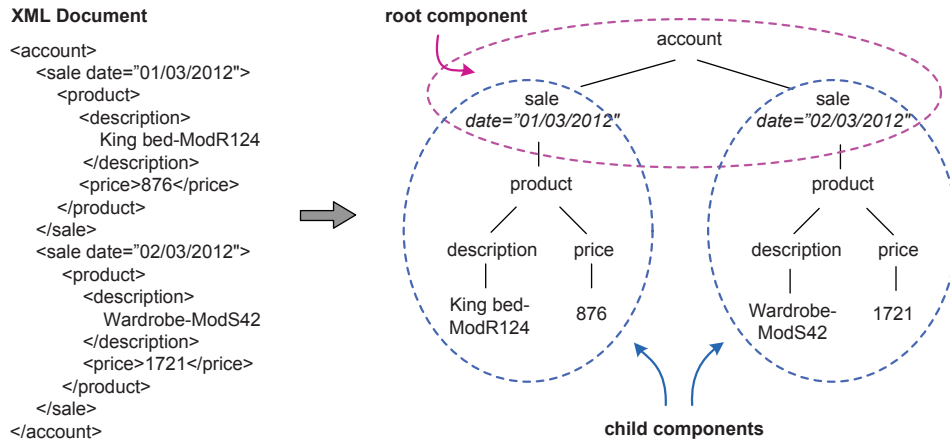 XML Document
<account>
<sale date=”01/03/2012">
<product>
<description>
King bed-ModR124
</description>
<price>876</price>
</product>
</sale>
<sale date=”02/03/2012">
<product>
<description>
Wardrobe-ModS42
</description>
<price>1721</price>
</product>
</sale>
</account>
root component
account
sale
date=”01/03/2012"
product
description
price
King bed-
ModR124
876
sale
date=”02/03/2012"
product
description
price
Wardrobe-
ModS42
1721
child components